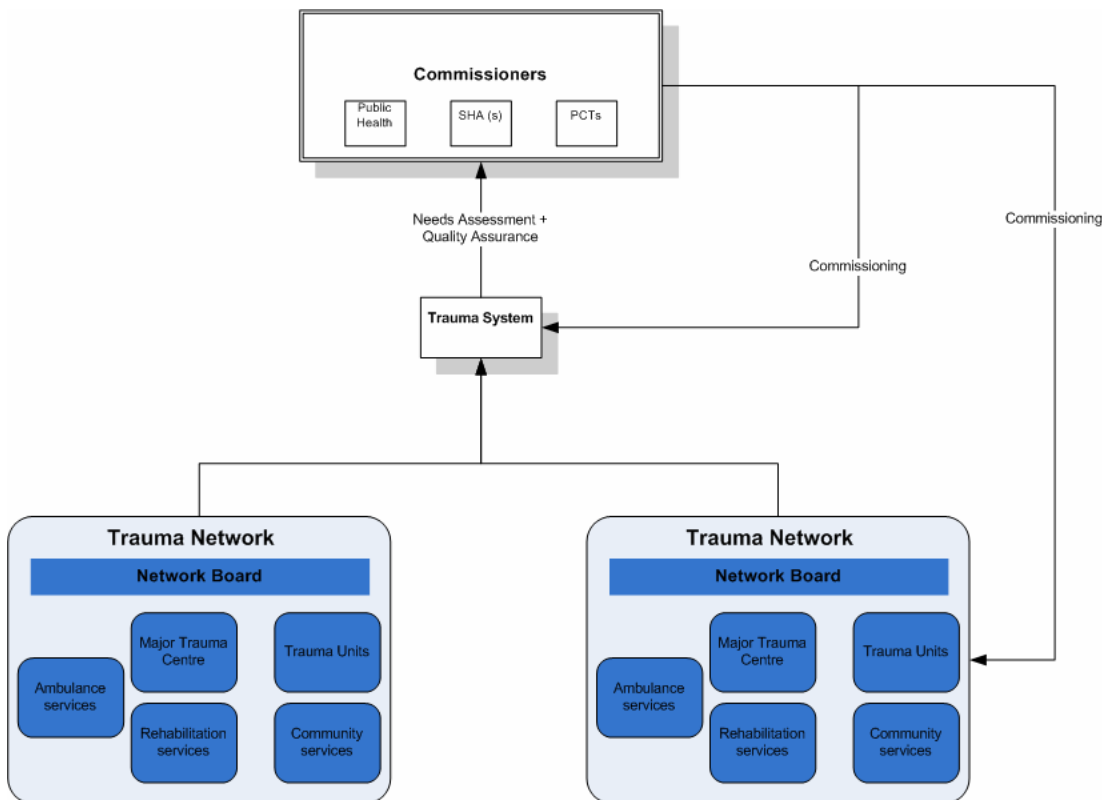 Commissioners
Public
Health
SHA (s)
PCTs
Needs Assessment +
Quality Assurance
Commissioning
Commissioning
Trauma System
Trauma Network
Network Board
Major Trauma
Centre
Trauma Units
Ambulance
services
Rehabilitation
services
Community
services
Trauma Network
Network Board
Major Trauma
Centre
Trauma Units
Ambulance
services
Rehabilitation
services
Community
services